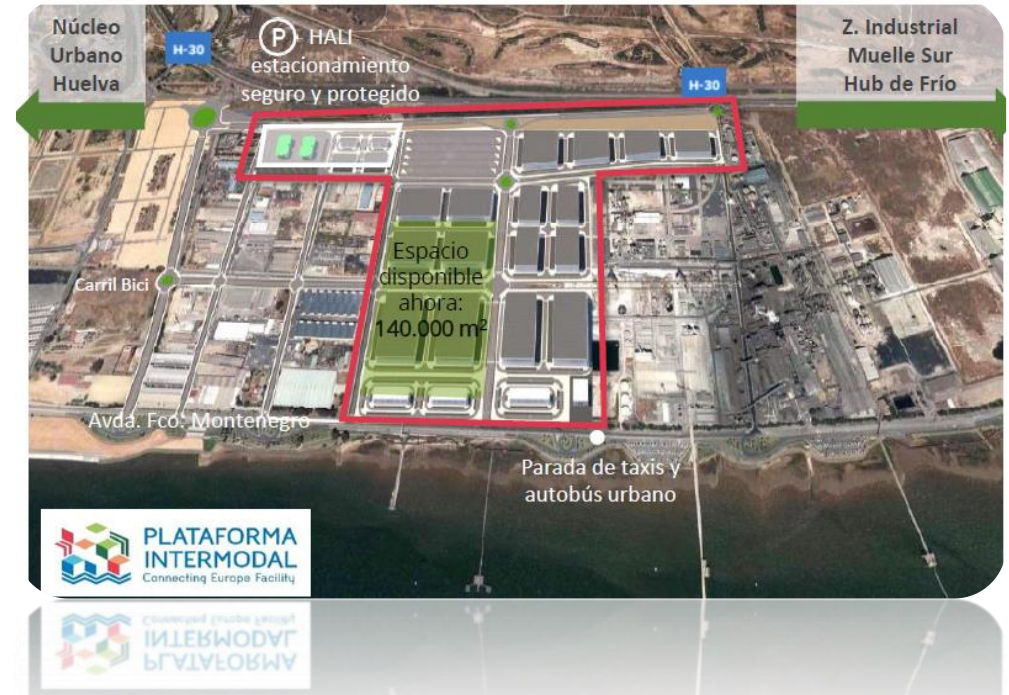 Núcleo
Urbano
Huelva
H-30
P - HALI
estacionamiento
seguro y protegido
H-30
Z. Industrial
Muelle Sur
Hub de Frío
Carril Bici
Espacio
disponible
ahora:
140.000 m²
Avda. Fco. Montenegro
Parada de taxis y
autobús urbano
PLATAFORMA
INTERMODAL
Connecting Europe Facility